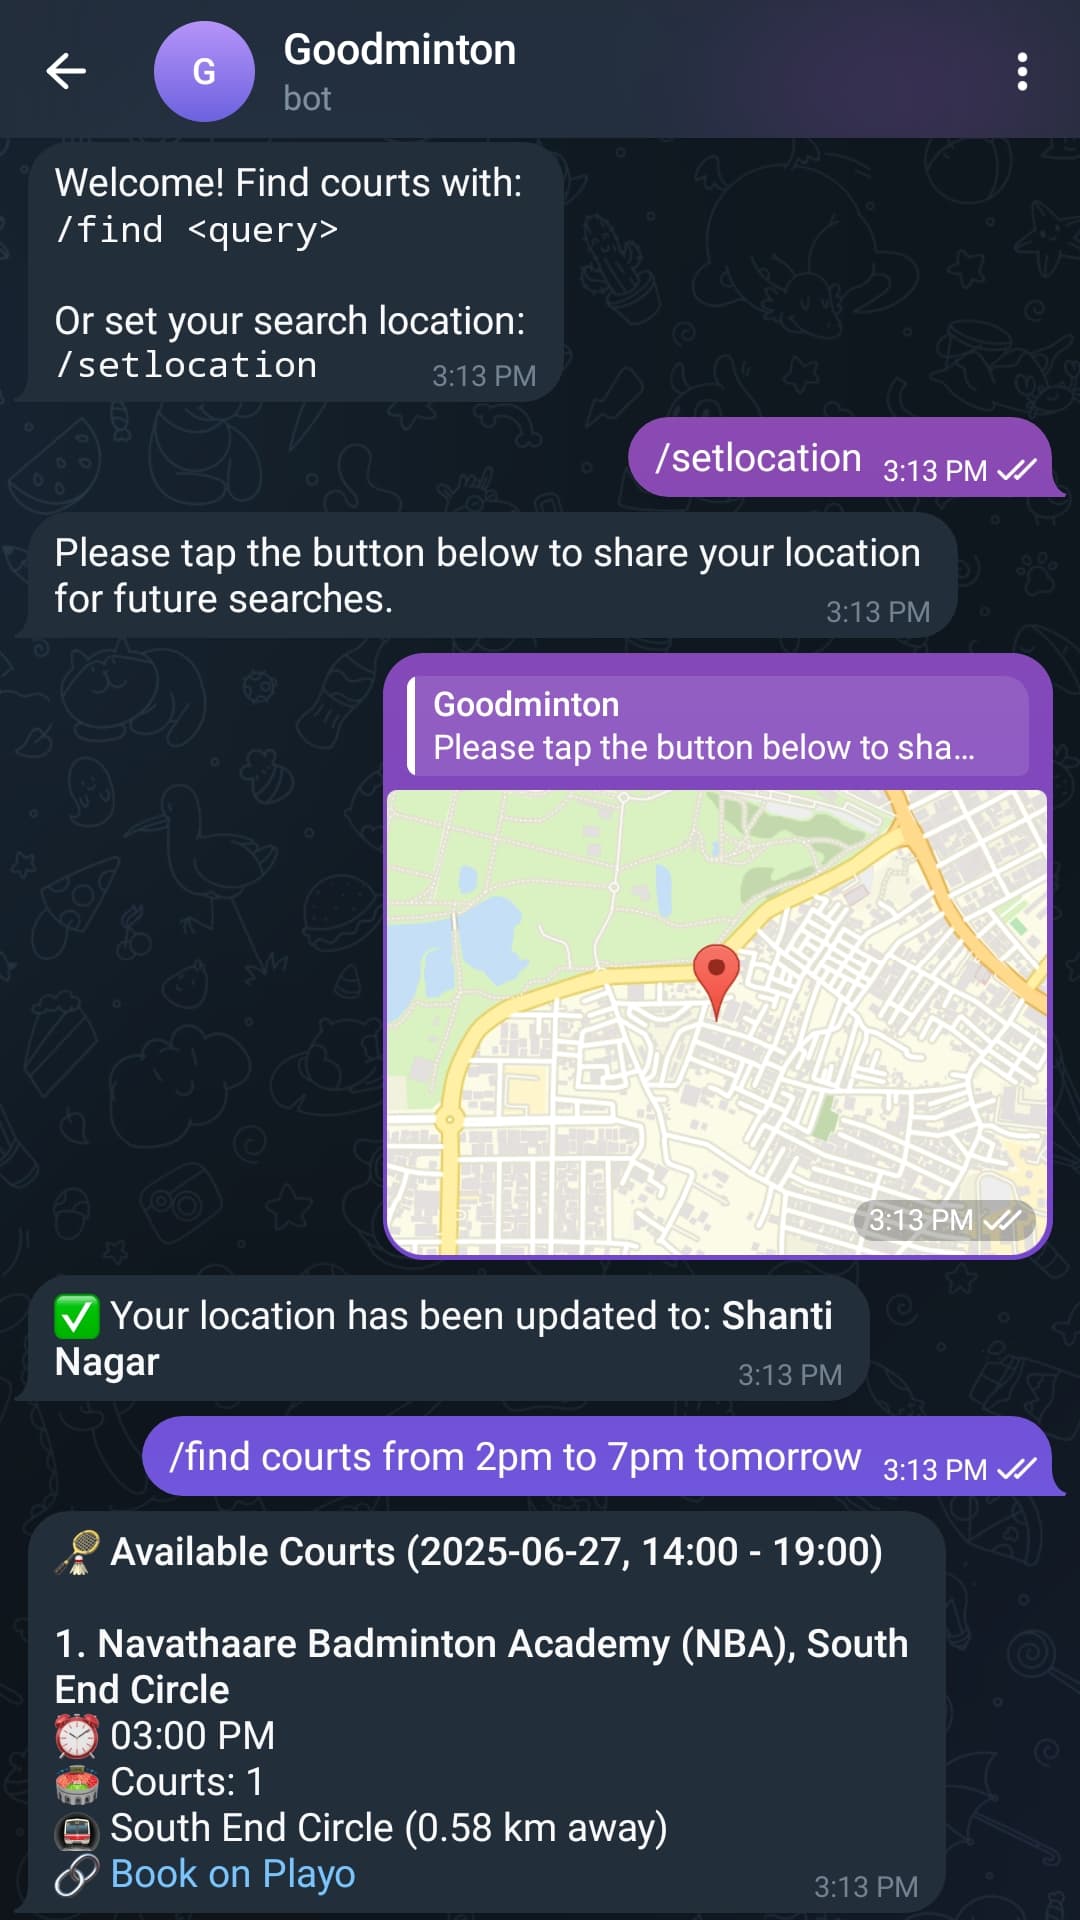 G
Goodminton
bot
Welcome! Find courts with:
/find <query>
Or set your search location:
/setlocation
3:13 PM
/setlocation 3:13 PM
Please tap the button below to share your location
for future searches.
3:13 PM
Goodminton
Please tap the button below to sha...
3:13 PM
✅ Your location has been updated to: Shanti
Nagar
3:13 PM
/find courts from 2pm to 7pm tomorrow 3:13 PM
🏸 Available Courts (2025-06-27, 14:00 - 19:00)
1. Navathaare Badminton Academy (NBA), South
End Circle
⏰ 03:00 PM
🏟️ Courts: 1
🚇 South End Circle (0.58 km away)
🔗 Book on Playo
3:13 PM